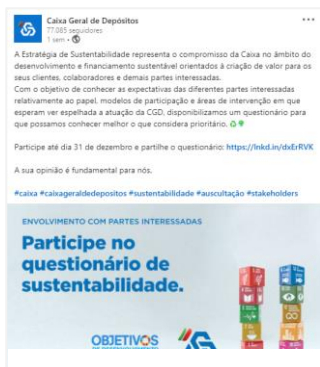 Caixa Geral de Depósitos
77.085 seguidores
1 sem •
A Estratégia de Sustentabilidade representa o compromisso da Caixa no âmbito do
desenvolvimento e financiamento sustentável orientados à criação de valor para os
seus clientes, colaboradores e demais partes interessadas.
Com o objetivo de conhecer as expectativas das diferentes partes interessadas
relativamente ao papel, modelos de participação e áreas de intervenção em que
esperam ver espelhada a atuação da CGD, disponibilizamos um questionário para
que possamos conhecer melhor o que considera prioritário. ♻️🌳
Participe até dia 31 de dezembro e partilhe o questionário: https://lnkd.in/dxErRVK
A sua opinião é fundamental para nós.
#caixa #caixageraldedepositos #sustentabilidade #auscultação #stakeholders
ENVOLVIMENTO COM PARTES INTERESSADAS
Participe no
questionário de
sustentabilidade.
OBJETIVOS